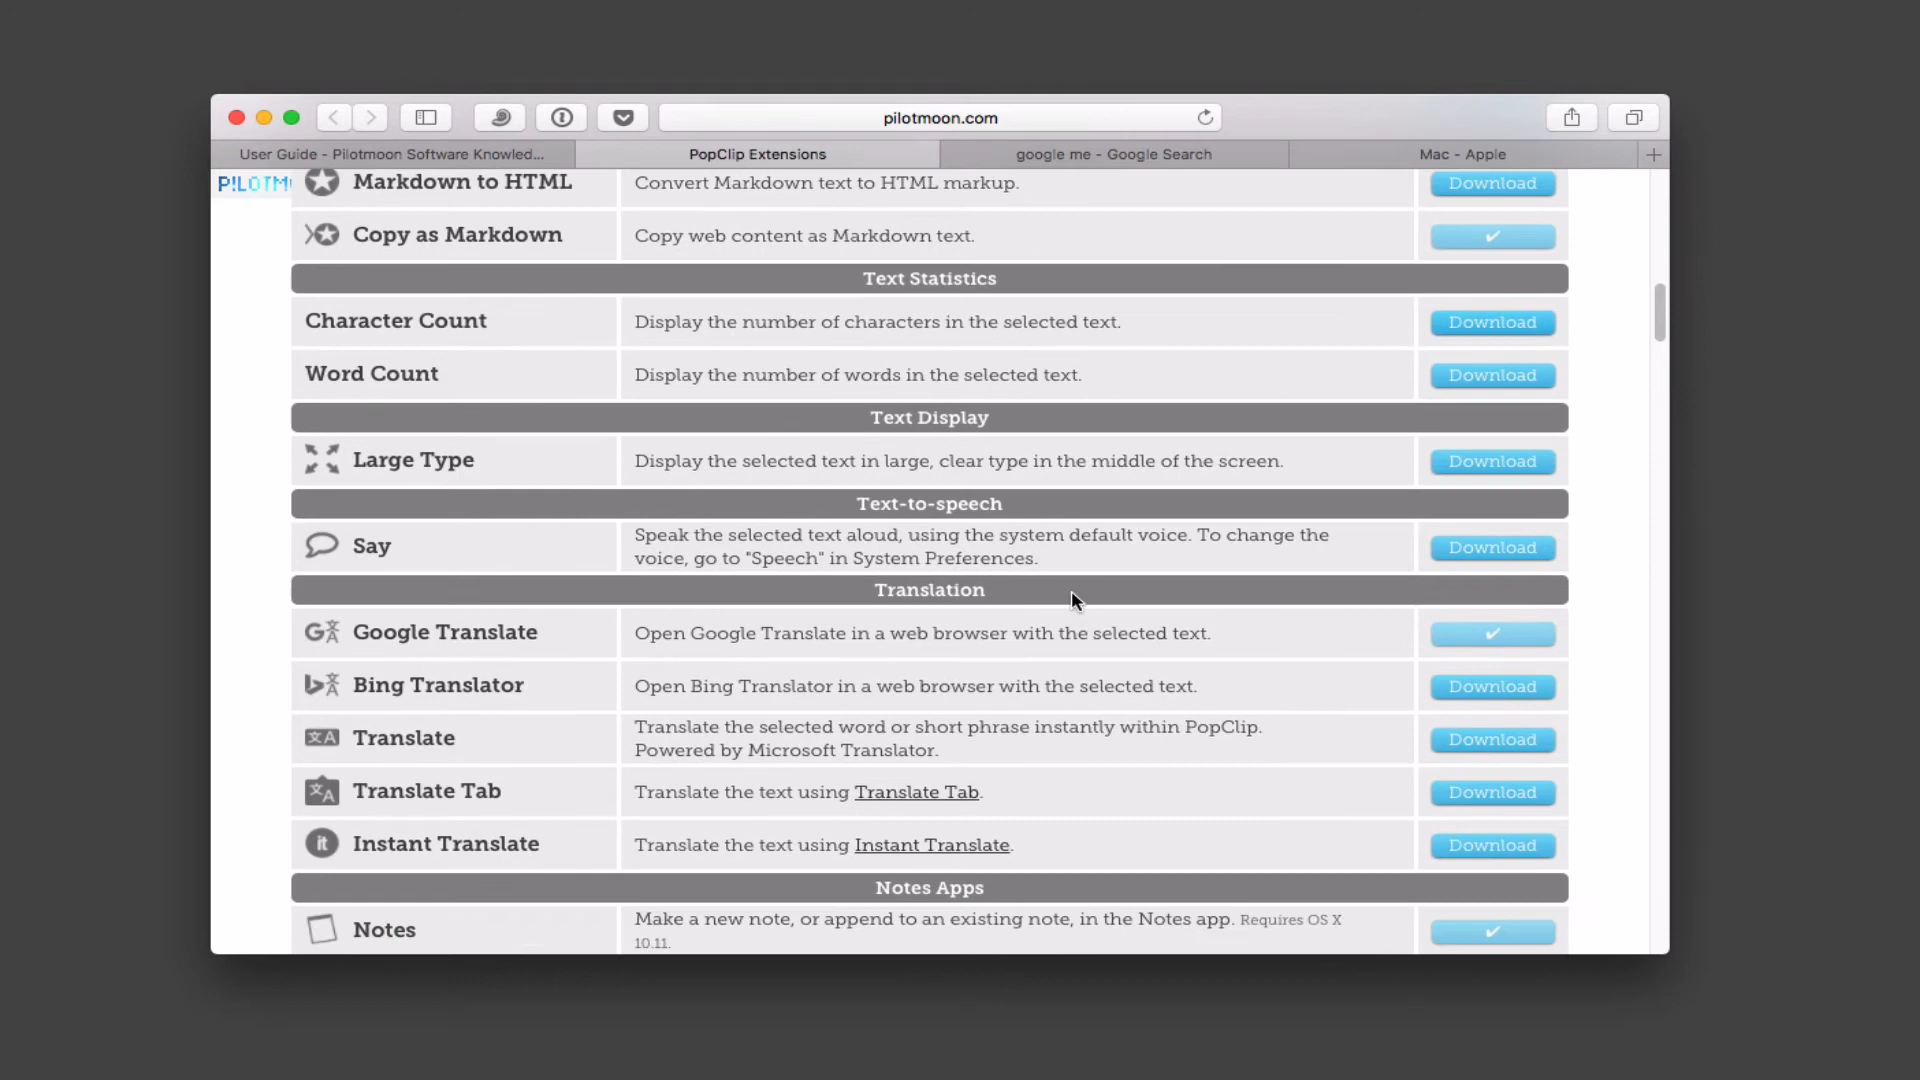 pilotmoon.com
User Guide - Pilotmoon Software Knowled...
PopClip Extensions
google me - Google Search
Mac - Apple
Markdown to HTML
Convert Markdown text to HTML markup.
Download
Copy as Markdown
Copy web content as Markdown text.
Text Statistics
Character Count
Display the number of characters in the selected text.
Download
Word Count
Display the number of words in the selected text.
Download
Text Display
Large Type
Display the selected text in large, clear type in the middle of the screen.
Download
Text-to-speech
Say
Speak the selected text aloud, using the system default voice. To change the
voice, go to "Speech" in System Preferences.
Download
Translation
Google Translate
Open Google Translate in a web browser with the selected text.
Bing Translator
Open Bing Translator in a web browser with the selected text.
Download
Translate
Translate the selected word or short phrase instantly within PopClip.
Powered by Microsoft Translator.
Download
Translate Tab
Translate the text using Translate Tab.
Download
it
Instant Translate
Translate the text using Instant Translate.
Download
Notes Apps
Notes
Make a new note, or append to an existing note, in the Notes app. Requires OS X
10.11.